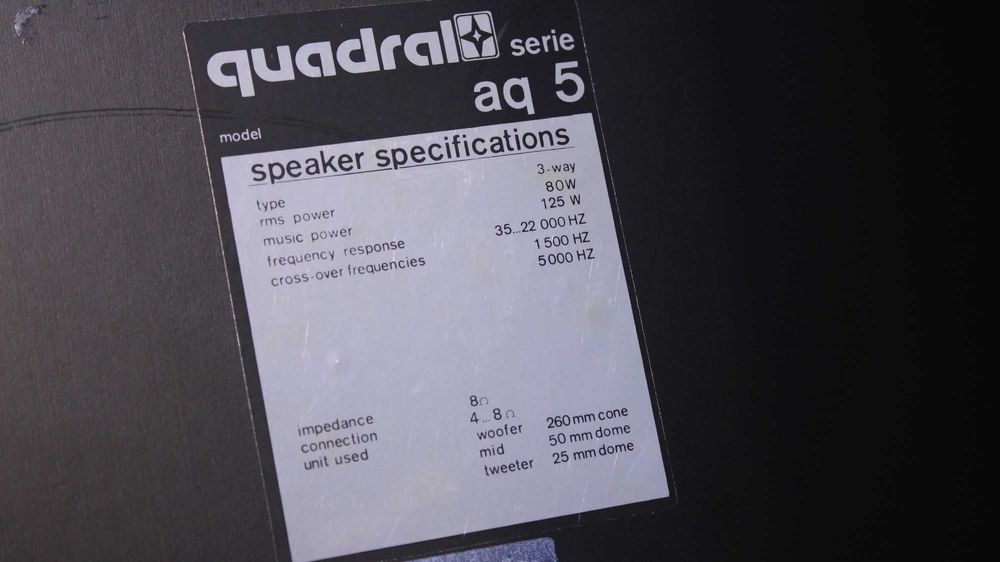 quadral serie
model aq 5
speaker specifications
type 3-way
rms power 80W
music power 125 W
frequency response 35...22 000 HZ
cross-over frequencies 1 500 HZ
5000 HZ
impedance 8Ω
connection 4...8 Ω
unit used woofer 260mm cone
mid 50 mm dome
tweeter 25 mm dome